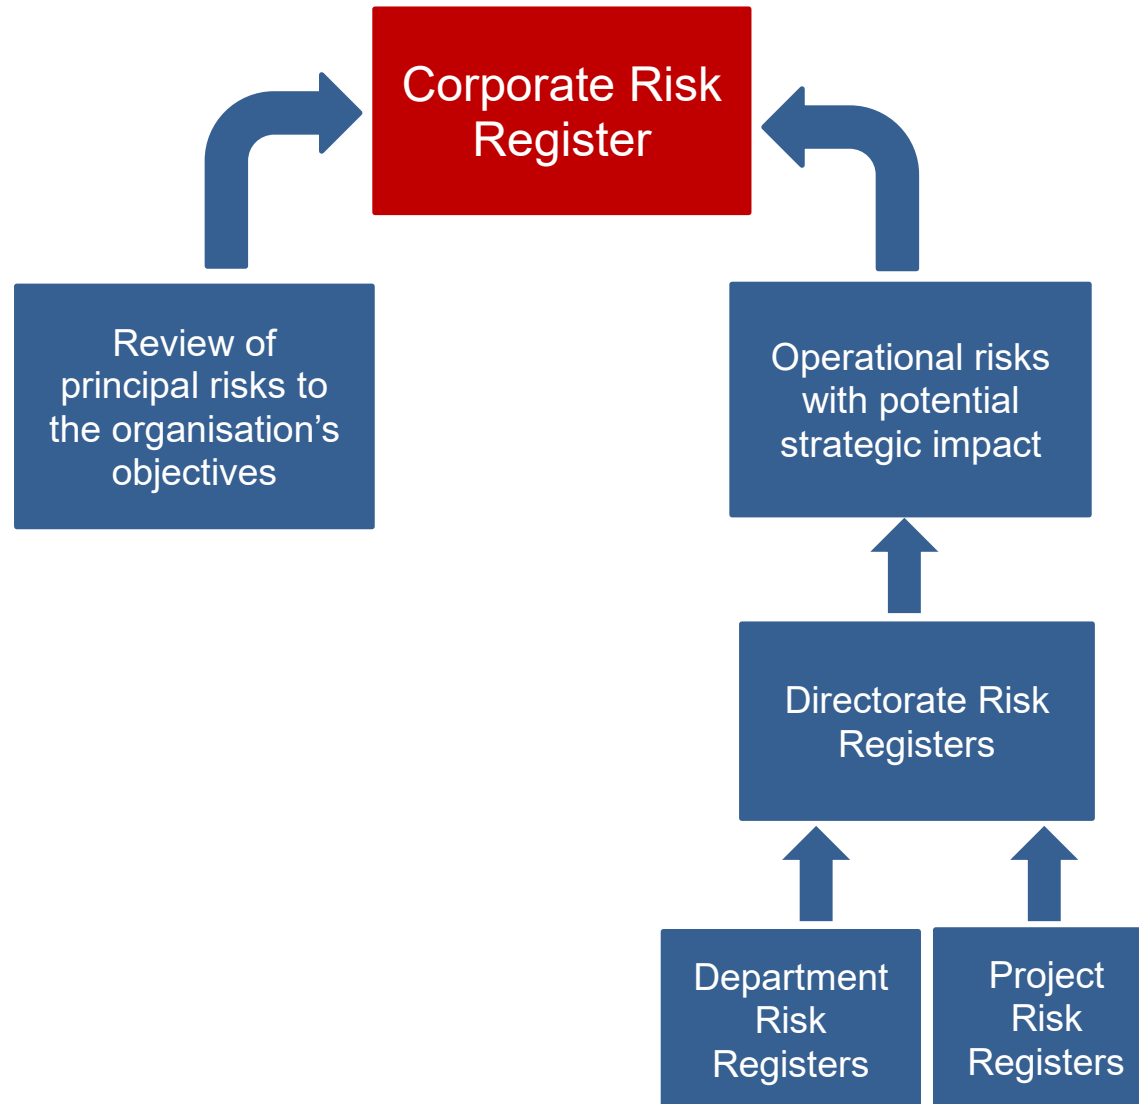 Corporate Risk
Register
Review of
principal risks to
the organisation’s
objectives
Operational risks
with potential
strategic impact
Directorate Risk
Registers
Department
Risk
Registers
Project
Risk
Registers